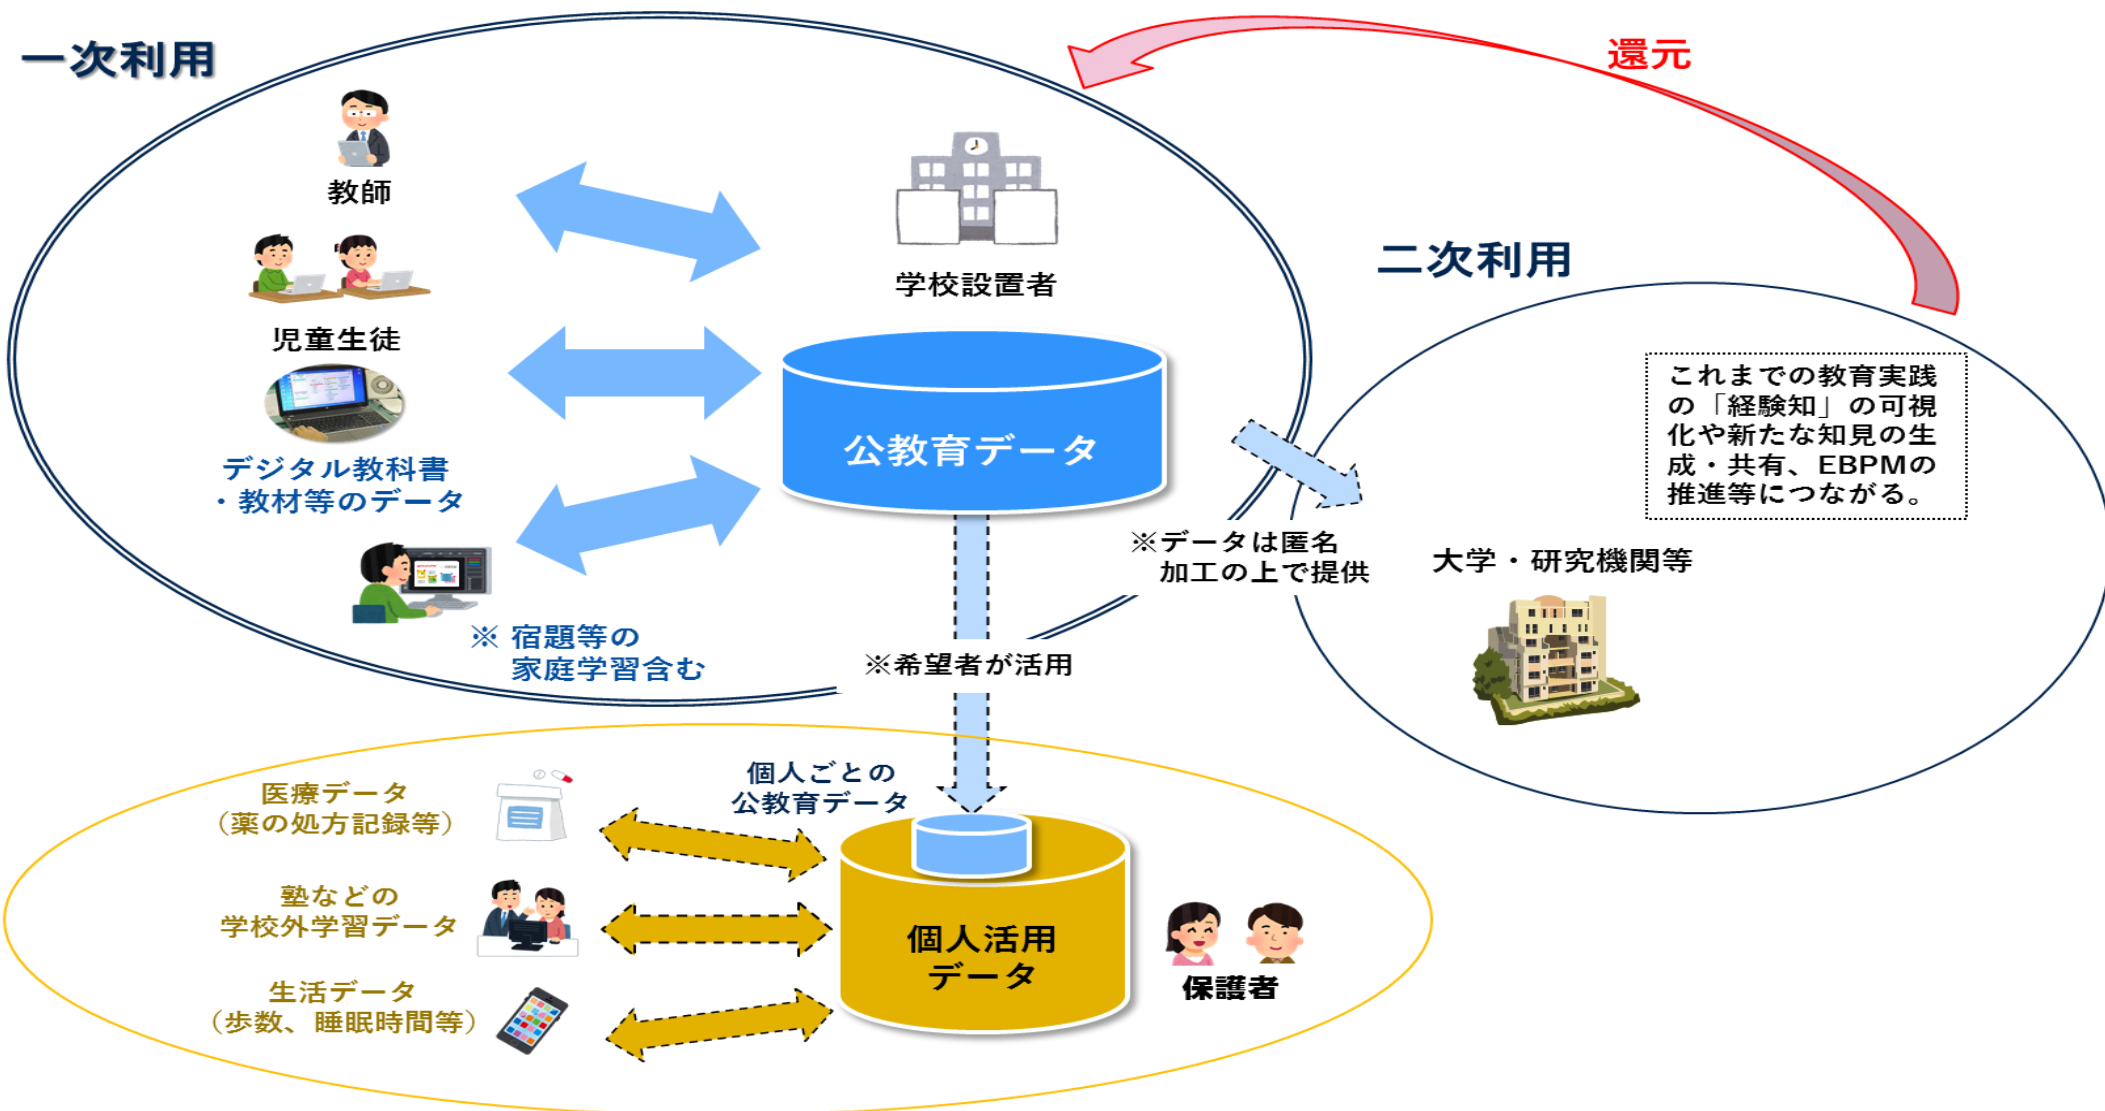 一次利用
還元
教師
学校設置者
二次利用
児童生徒
デジタル教科書
・教材等のデータ
公教育データ
これまでの教育実践
の「経験知」の可視
化や新たな知見の生
成・共有、EBPMの
推進等につながる。
※データは匿名
加工の上で提供
大学・研究機関等
※ 宿題等の
家庭学習含む
※希望者が活用
個人ごとの
公教育データ
医療データ
（薬の処方記録等）
塾などの
学校外学習データ
個人活用
データ
保護者
生活データ
（歩数、睡眠時間等）